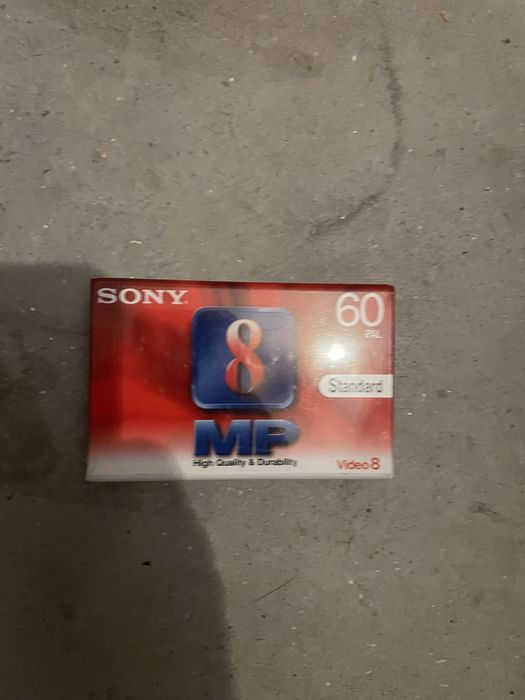 SONY
60
PAL
8
Standard
MP
High Quality & Durability
Video 8